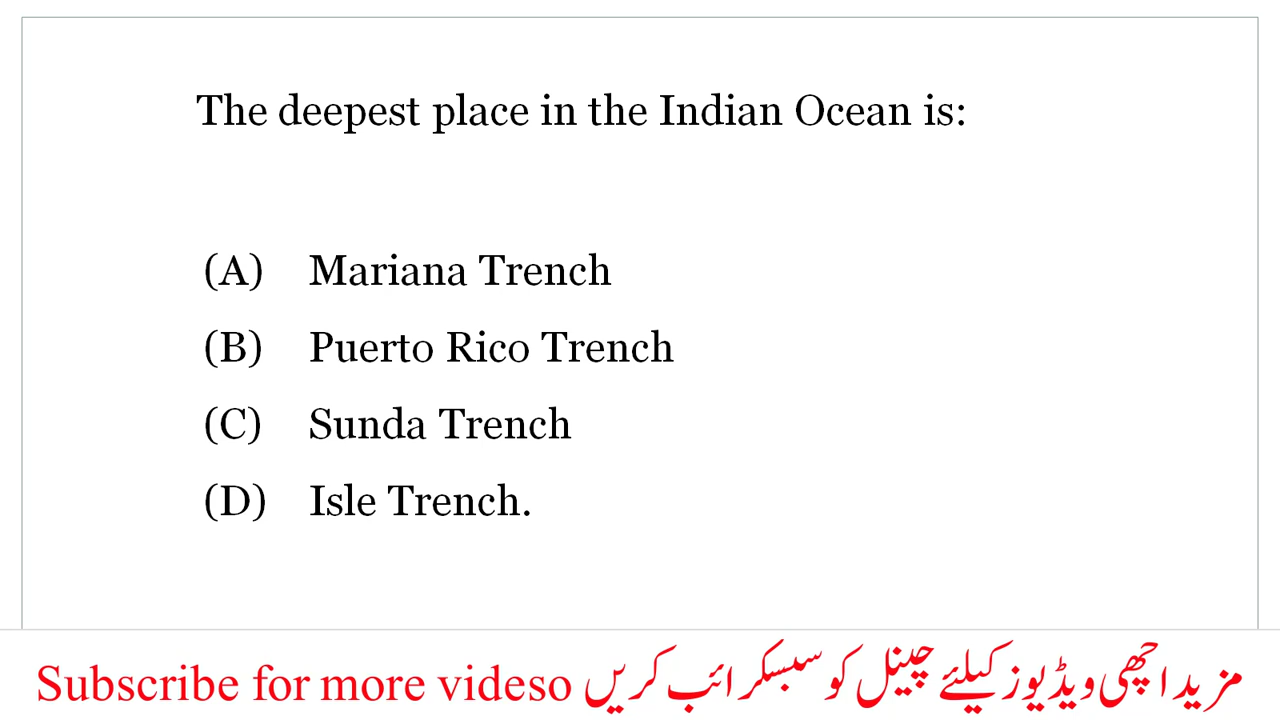 The deepest place in the Indian Ocean is:
(A) Mariana Trench
(B) Puerto Rico Trench
(C) Sunda Trench
(D) Isle Trench.
Subscribe for more videso مزید اچھی ویڈیوز کیلئے چینل کو سبسکرائب کریں